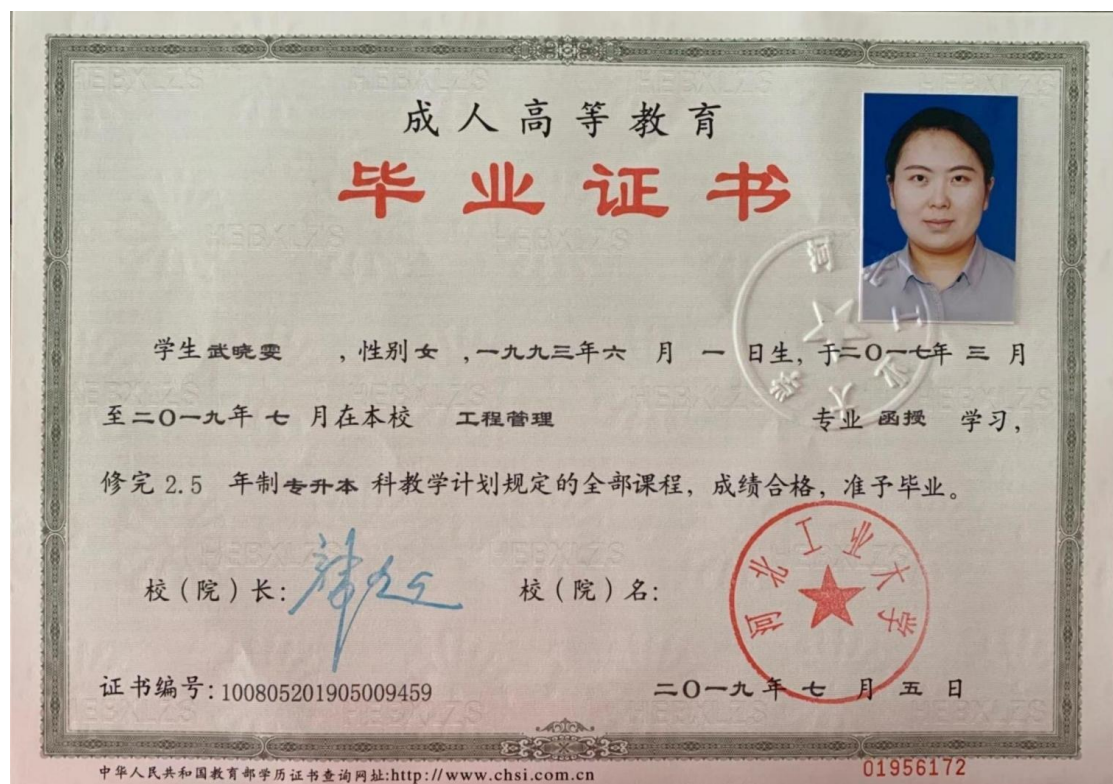 成人高等教育
毕业证书
学生 武晓雯 ,性别 女 ,一九九三年六 月 一 日生, 于二〇一七年 三 月
至二〇一九年 七 月在本校 工程管理 专业 函授 学习,
修完 2.5 年制专升本 科教学计划规定的全部课程, 成绩合格, 准予毕业。
校(院)长: 校(院)名:
河北工业大学
证书编号: 100805201905009459 二〇一九年 七 月 五 日
中华人民共和国教育部学历证书查询网址:http://www.chsi.com.cn 01956172